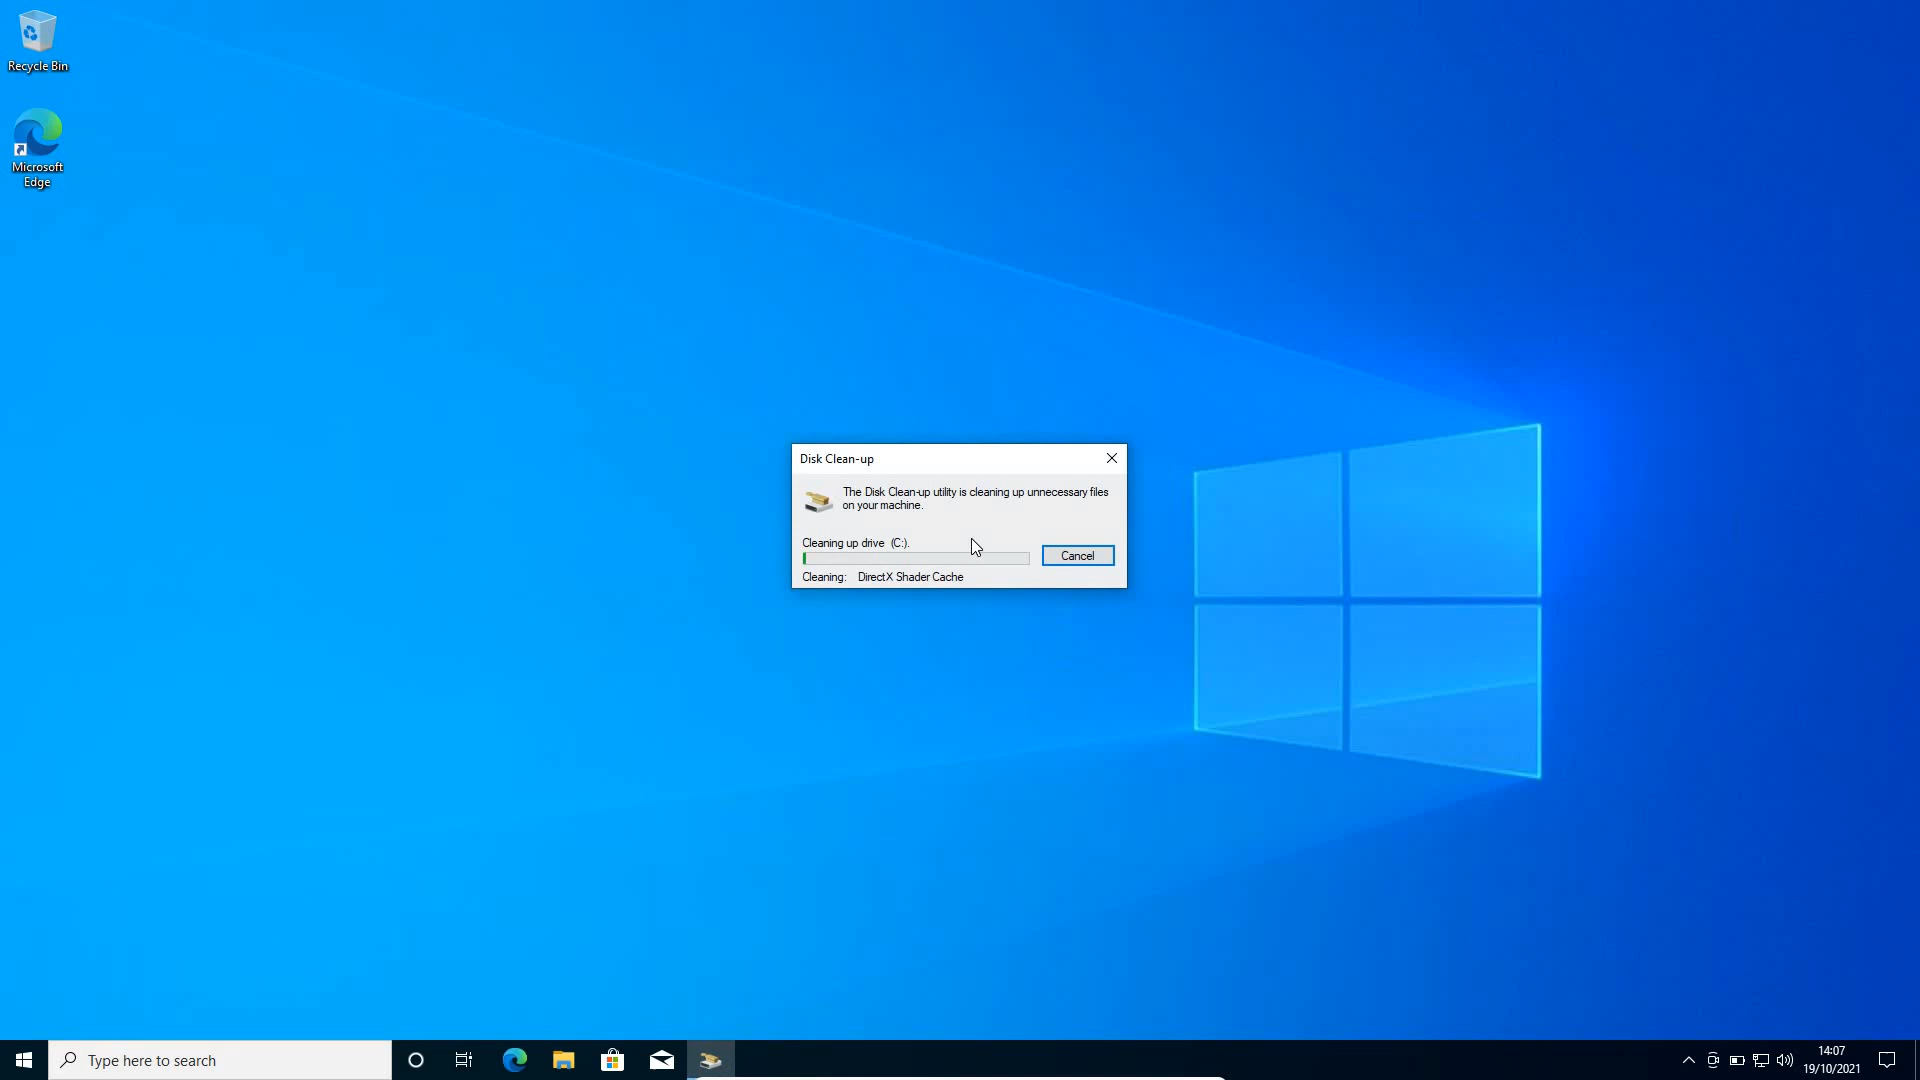 Recycle Bin
Microsoft
Edge
Disk Clean-up
The Disk Clean-up utility is cleaning up unnecessary files
on your machine.
Cleaning up drive (C:).
Cancel
Cleaning: DirectX Shader Cache
Type here to search
14:07
19/10/2021